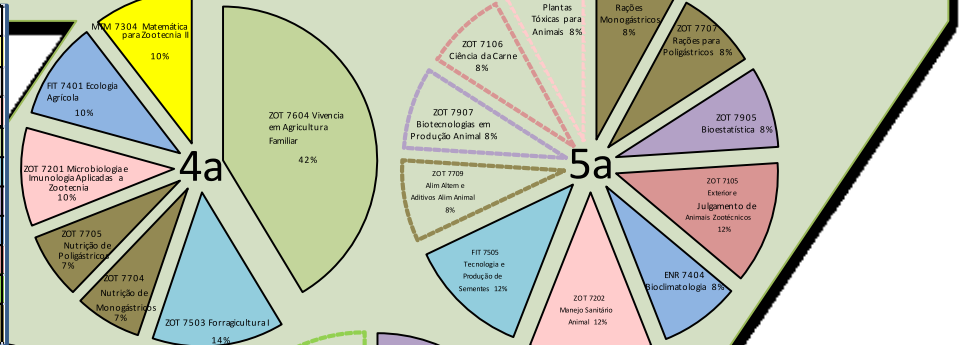 MTM 7304 Matemática
para Zootecnia II
10%
FIT 7401 Ecologia
Agrícola
10%
ZOT 7201 Microbiologia e
Imunologia Aplicadas a
Zootecnia
10%
ZOT 7705
Nutrição de
Poligástricos
7%
ZOT 7704
Nutrição de
Monogástricos
7%
ZOT 7503 Forragicultura I
14%
ZOT 7604 Vivencia
em Agricultura
Familiar
42%
4a
Plantas
Tóxicas para
Animais 8%
ZOT 7106
Ciência da Carne
8%
ZOT 7907
Biotecnologias em
Produção Animal 8%
ZOT 7709
Alim Altern e
Aditivos Alim Animal
8%
FIT 7505
Tecnologia e
Produção de
Sementes 12%
ZOT 7202
Manejo Sanitário
Animal 12%
ENR 7404
Bioclimatologia 8%
ZOT 7105
Exterior e
Julgamento de
Animais Zootécnicos
12%
ZOT 7905
Bioestatística 8%
ZOT 7707
Rações para
Poligástricos 8%
Rações
Monogástricos
8%
5a